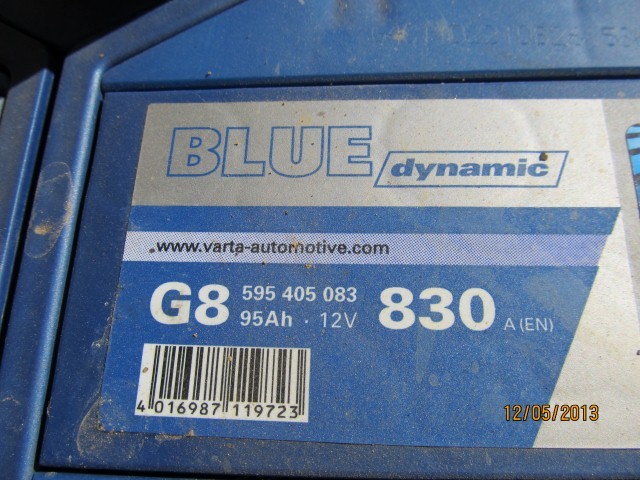 BLUE dynamic
www.varta-automotive.com
G8 595 405 083 830 A (EN)
95Ah · 12V
4 016987 119723
12/05/2013